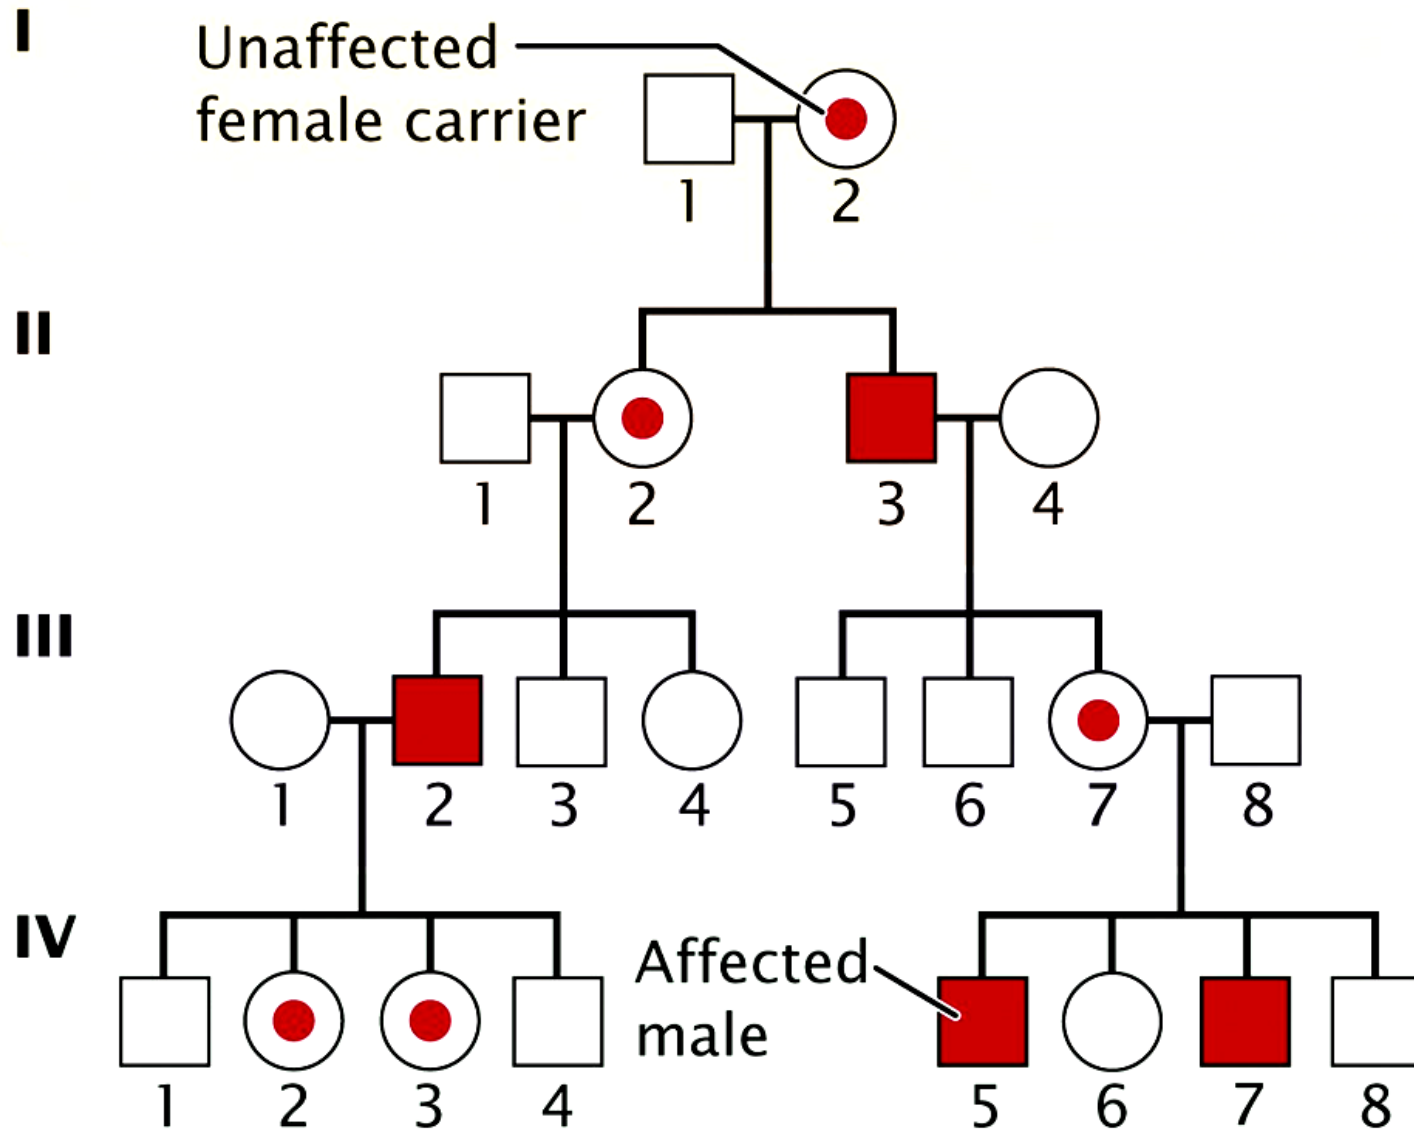 I
Unaffected
female carrier
1 2
II
1 2 3 4
III
1 2 3 4 5 6 7 8
IV
Affected
male
1 2 3 4 5 6 7 8